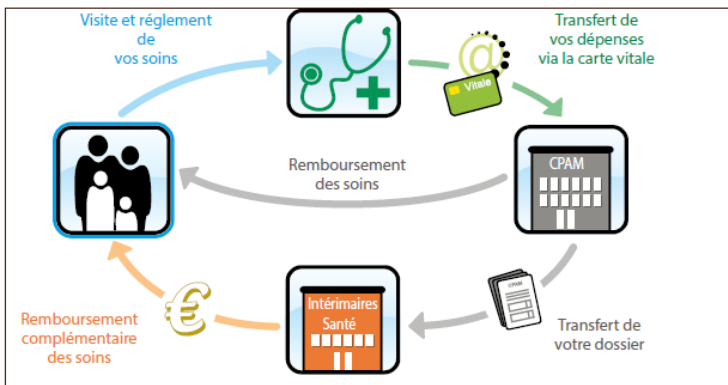 Visite et réglement
de
vos soins
Transfert de
vos dépenses
via la carte vitale
@
Vitale
CPAM
Remboursement
des soins
CPAM
Transfert de
votre dossier
Intérimaires
Santé
€
Remboursement
complémentaire
des soins